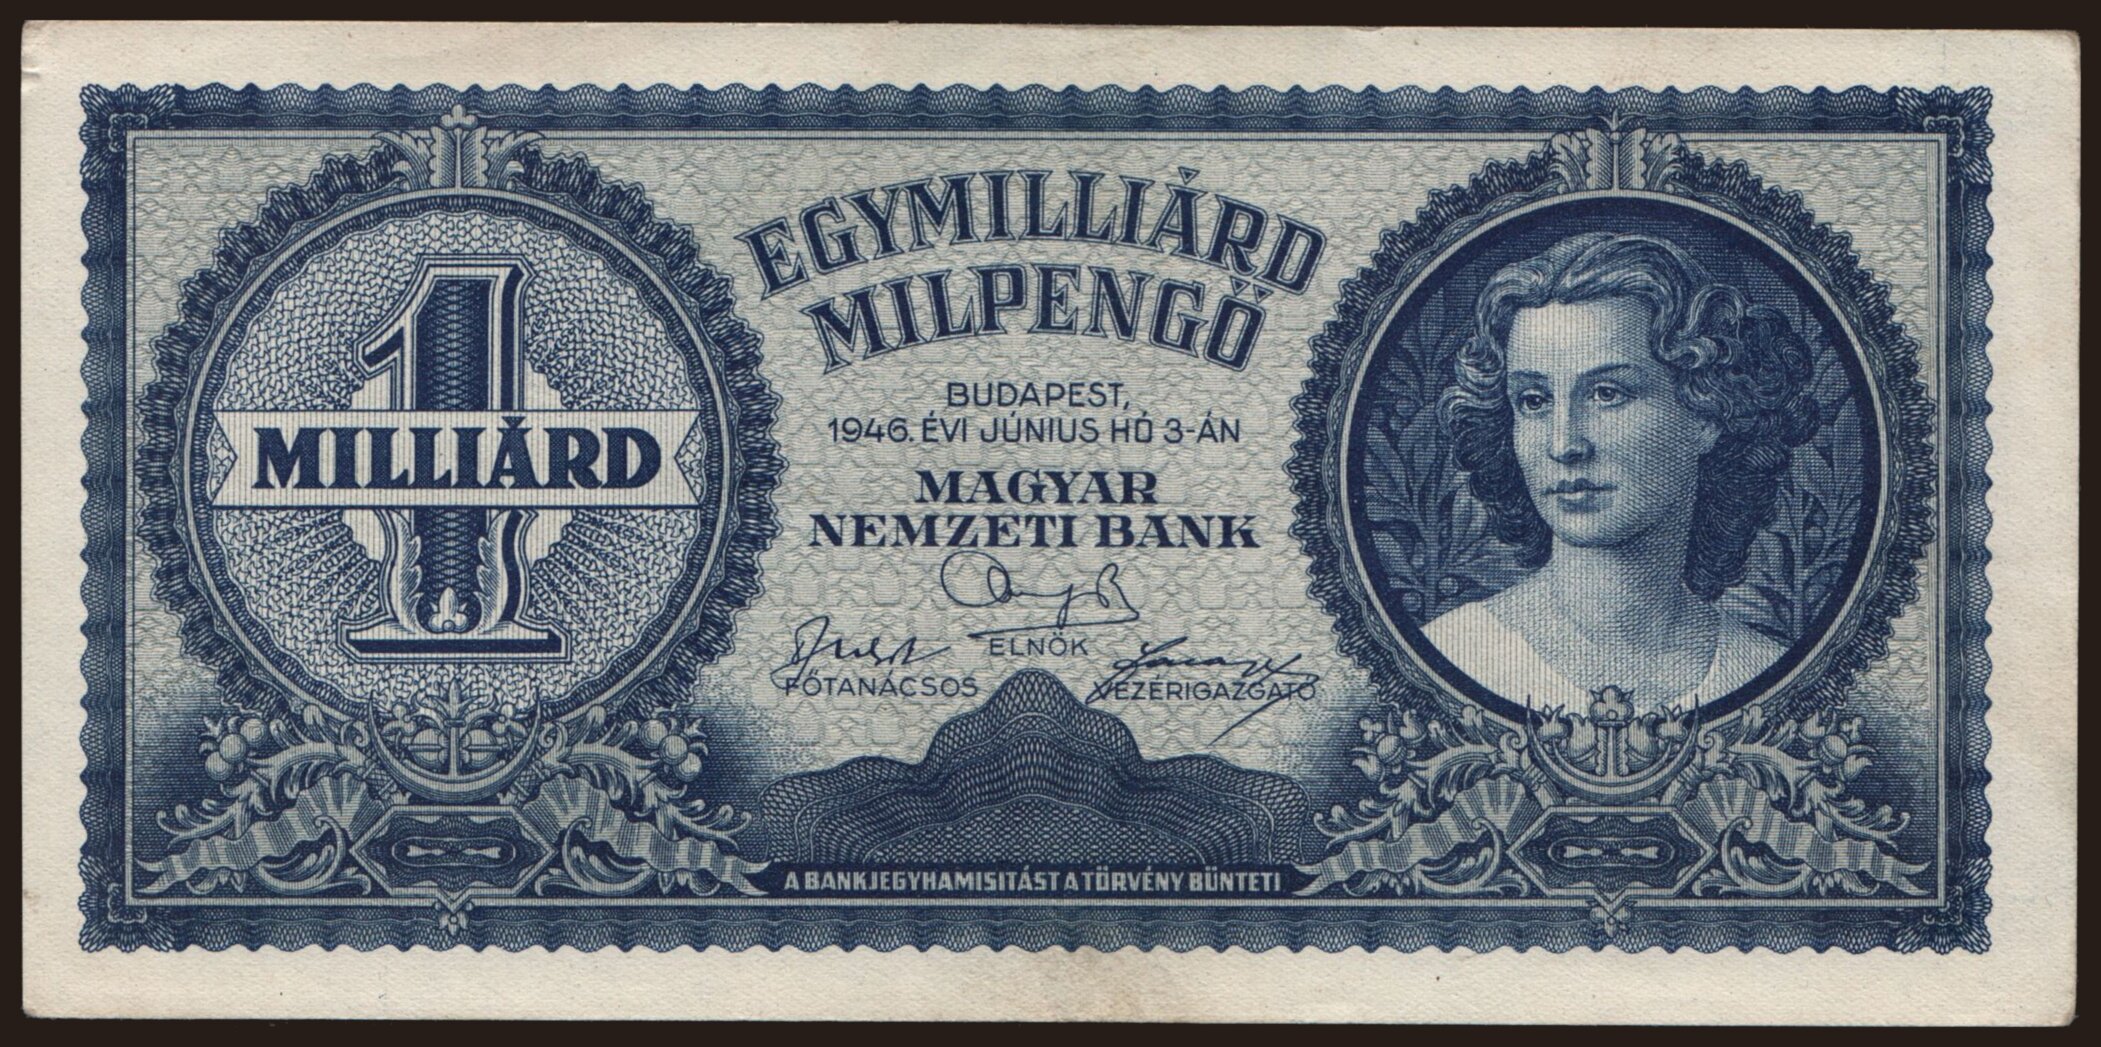 1
MILLIÁRD
EGYMILLIÁRD
MILPENGŐ
BUDAPEST,
1946. ÉVI JÚNIUS HÓ 3-ÁN
MAGYAR
NEMZETI BANK
ELNÖK
FŐTANÁCSOS
VEZÉRIGAZGATÓ
A BANKJEGYHAMISITÁST A TÖRVÉNY BÜNTETI